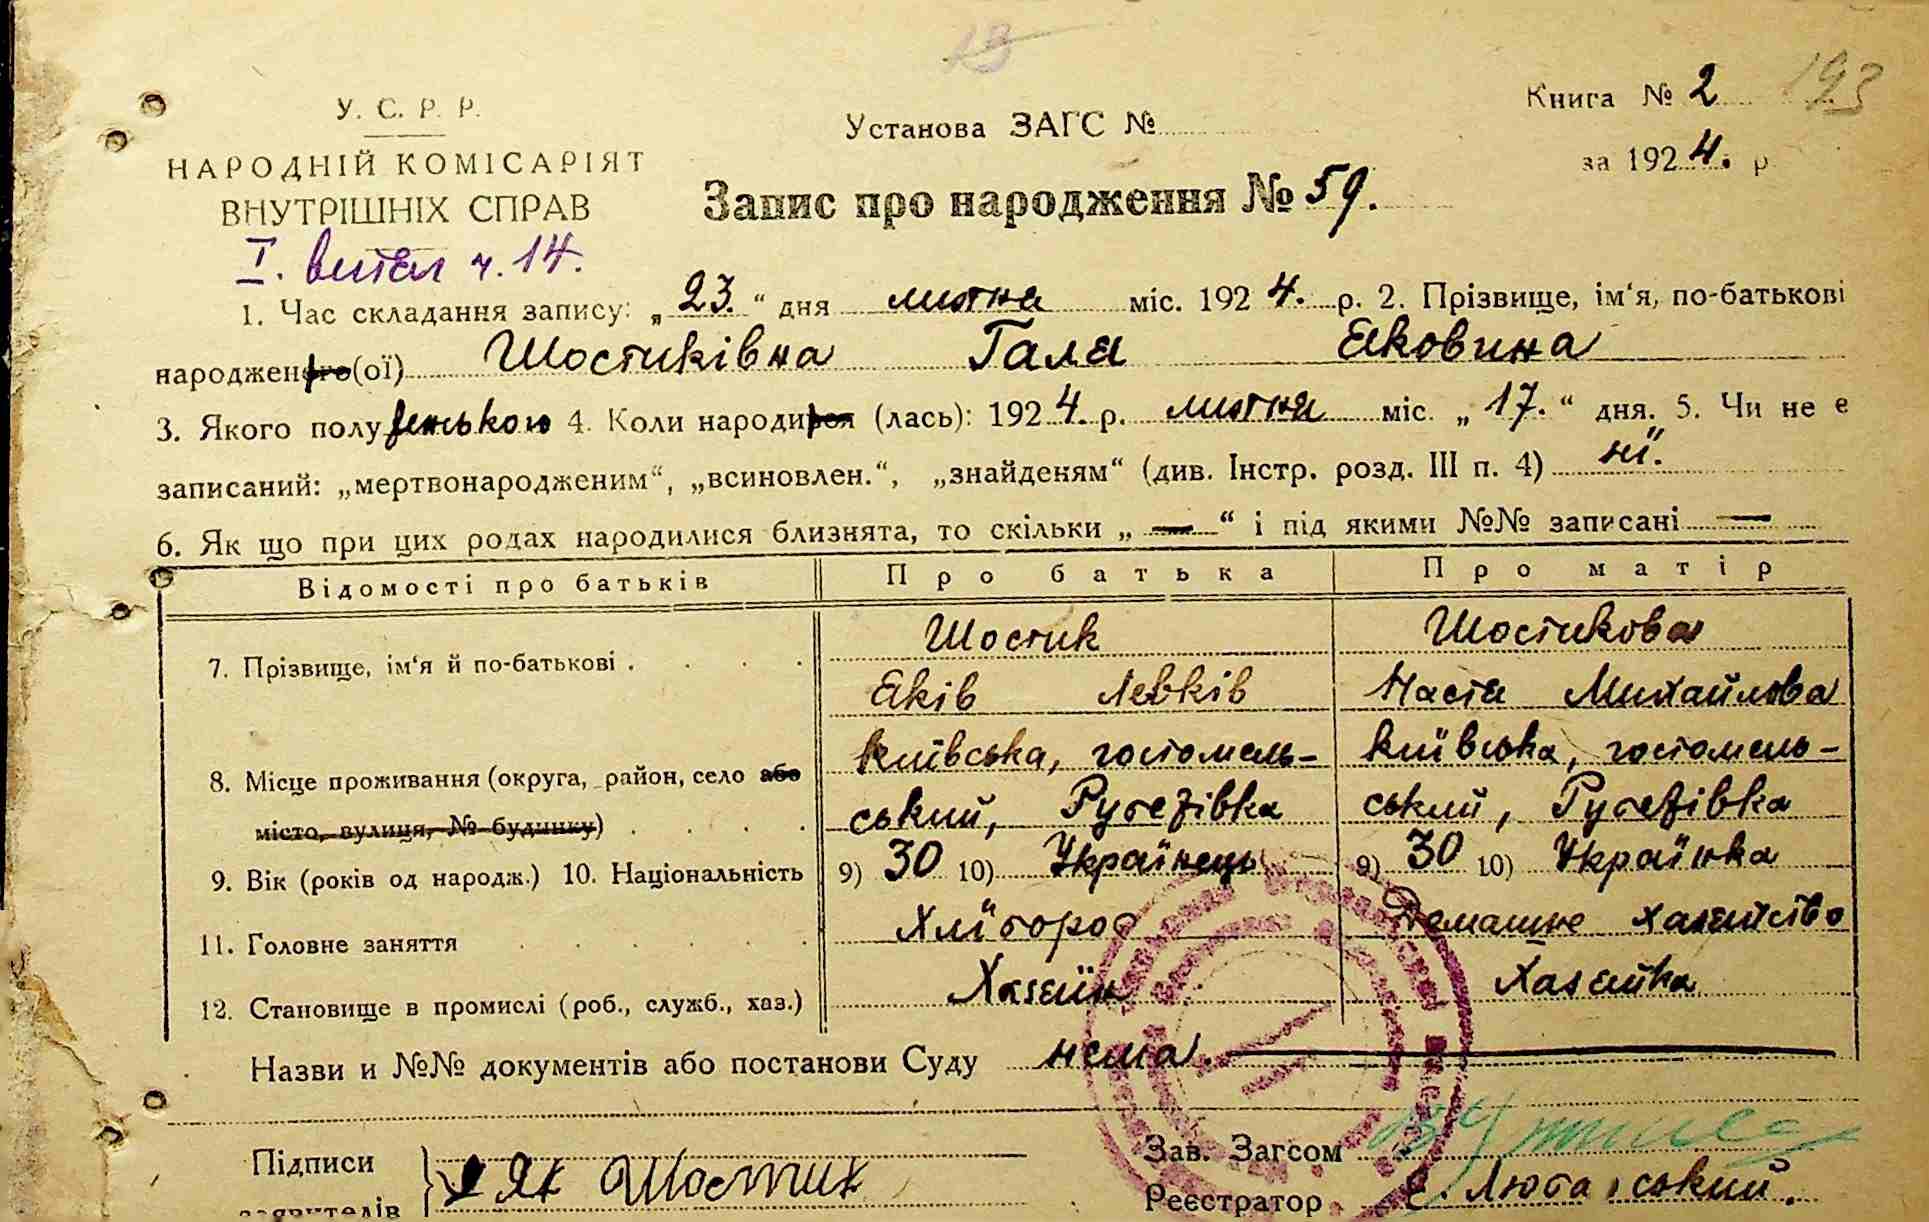 13
193
У. С. Р. Р.
НАРОДНІЙ КОМІСАРІЯТ
ВНУТРІШНІХ СПРАВ
Установа ЗАГС №
Книга № 2
за 1924. р
Запис про народження № 59.
I. витяг ч. 14.
1. Час складання запису: „23.“ дня лютня міс. 1924. р. 2. Прізвище, ім‘я, по-батькові
народженого(ої) Шостиківна Галя Яковина
3. Якого полу женького 4. Коли народився (лась): 1924 р. лютня міс. „17.“ дня. 5. Чи не є
записаний: „мертвонародженим“, „всиновлен.“, „знайденям“ (див. Інстр. розд. III п. 4) ні.
6. Як що при цих родах народилися близнята, то скільки „—“ і під якими №№ записані —
Відомості про батьків Про батька Про матір
7. Прізвище, ім‘я й по-батькові . Шостик Шостикова
Яків Левків Настя Михайлова
8. Місце проживання (округа, район, село або Київська, гостомель- Київська, гостомель-
місто, вулиця, № будинку) ський, Рубежівка ський, Рубежівка
9. Вік (років од народж.) 10. Національність 9) 30 10) Українець 9) 30 10) Українка
11. Головне заняття Хлібороб Домашнє хазяйство
12. Становище в промислі (роб., служб., хаз.) Хазяїн Хазяйка
Назви и №№ документів або постанови Суду нема.
Підписи Як Шостик
заявителів
Зав. Загсом
Реєстратор